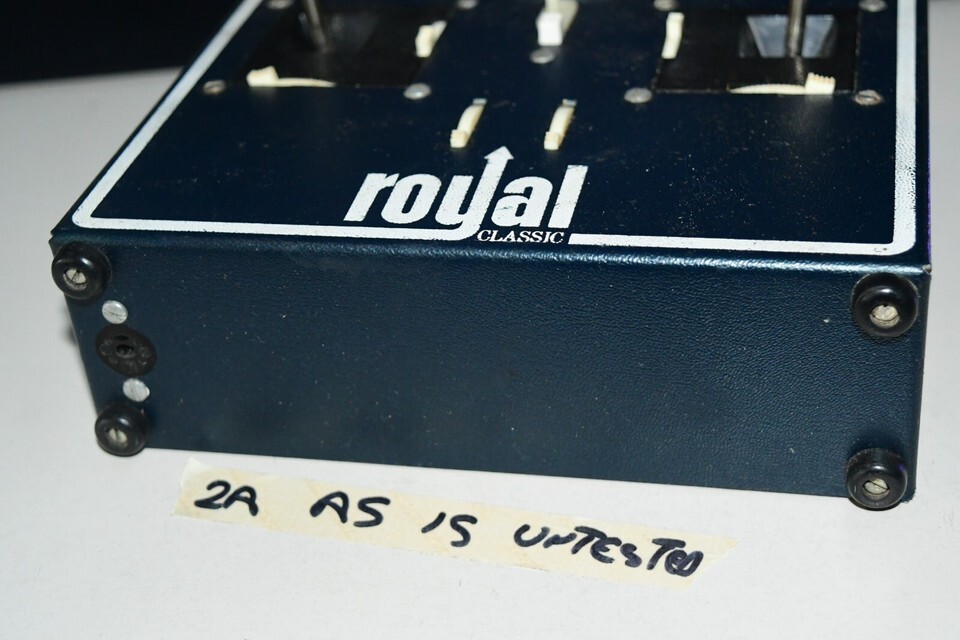 royal
CLASSIC
2A AS IS UNTESTED